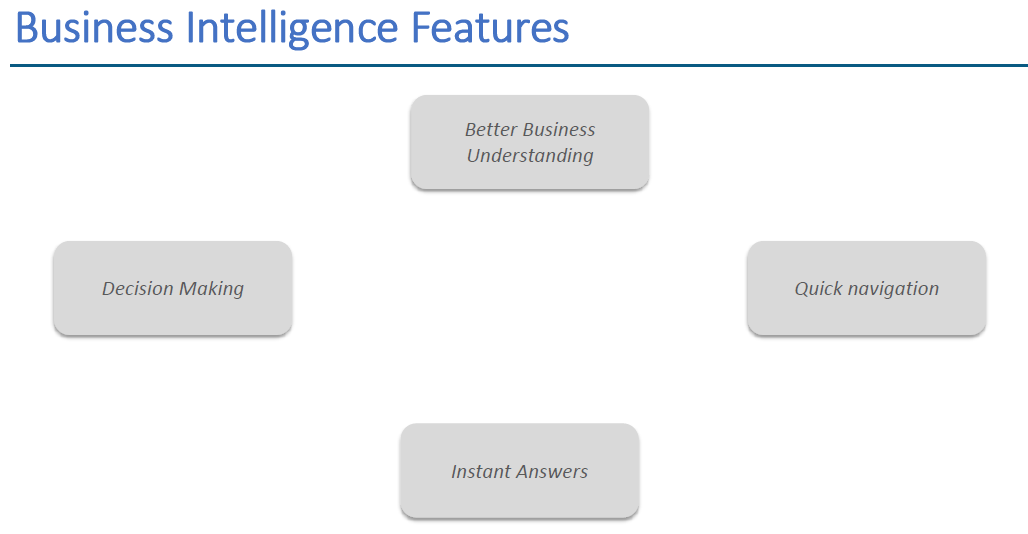 Business Intelligence Features
Better Business
Understanding
Decision Making
Quick navigation
Instant Answers